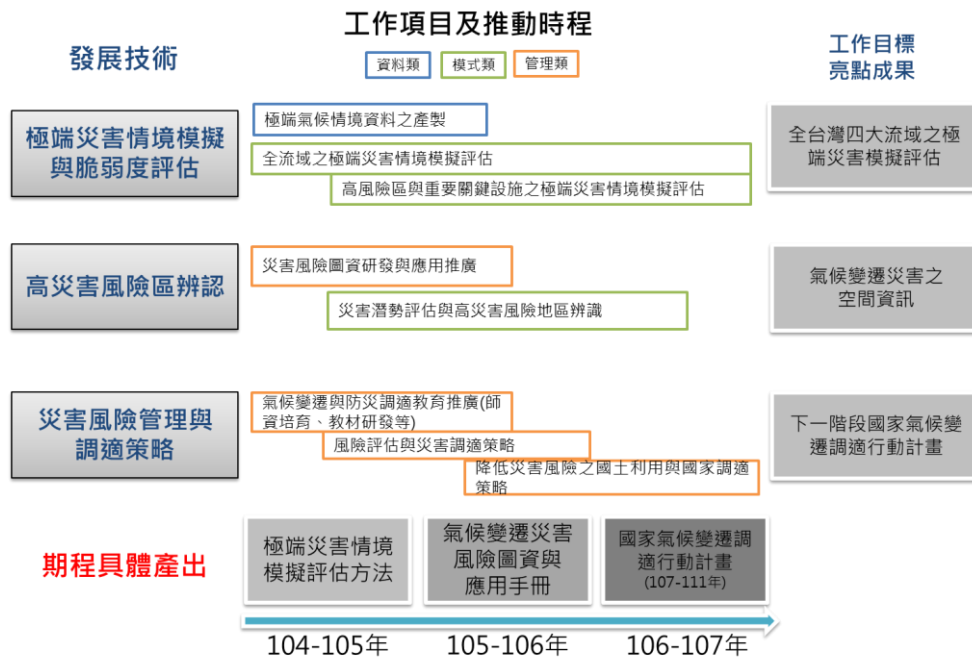 工作項目及推動時程
發展技術
資料類
模式類
管理類
工作目標
亮點成果
極端災害情境模擬
與脆弱度評估
極端氣候情境資料之產製
全流域之極端災害情境模擬評估
高風險區與重要關鍵設施之極端災害情境模擬評估
全台灣四大流域之極
端災害模擬評估
高災害風險區辨認
災害風險圖資研發與應用推廣
災害潛勢評估與高災害風險地區辨識
氣候變遷災害之
空間資訊
災害風險管理與
調適策略
氣候變遷與防災調適教育推廣(師
資培育、教材研發等)
風險評估與災害調適策略
降低災害風險之國土利用與國家調適
策略
下一階段國家氣候變
遷調適行動計畫
期程具體產出
極端災害情境
模擬評估方法
氣候變遷災害
風險圖資與
應用手冊
國家氣候變遷調
適行動計畫
(107-111年)
104-105年
105-106年
106-107年